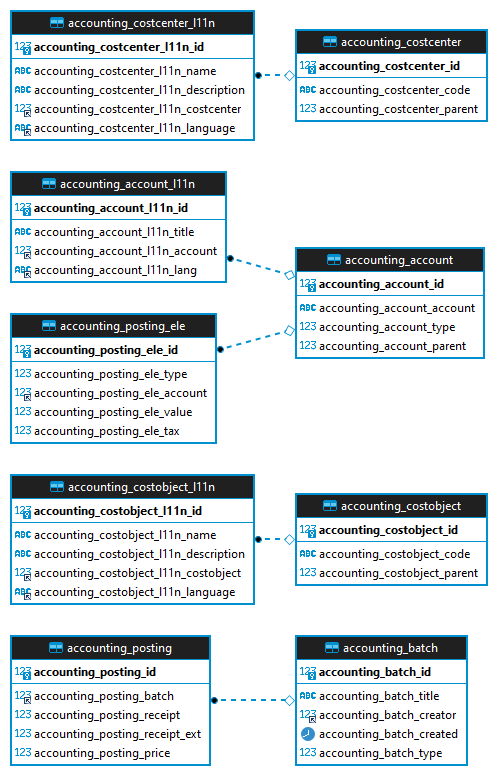 accounting_costcenter_l11n
123 accounting_costcenter_l11n_id
ABC accounting_costcenter_l11n_name
ABC accounting_costcenter_l11n_description
123 accounting_costcenter_l11n_costcenter
ABC accounting_costcenter_l11n_language
accounting_costcenter
123 accounting_costcenter_id
ABC accounting_costcenter_code
123 accounting_costcenter_parent
accounting_account_l11n
123 accounting_account_l11n_id
ABC accounting_account_l11n_title
123 accounting_account_l11n_account
ABC accounting_account_l11n_lang
accounting_account
123 accounting_account_id
ABC accounting_account_account
123 accounting_account_type
123 accounting_account_parent
accounting_posting_ele
123 accounting_posting_ele_id
123 accounting_posting_ele_type
123 accounting_posting_ele_account
123 accounting_posting_ele_value
123 accounting_posting_ele_tax
accounting_costobject_l11n
123 accounting_costobject_l11n_id
ABC accounting_costobject_l11n_name
ABC accounting_costobject_l11n_description
123 accounting_costobject_l11n_costobject
ABC accounting_costobject_l11n_language
accounting_costobject
123 accounting_costobject_id
ABC accounting_costobject_code
123 accounting_costobject_parent
accounting_posting
123 accounting_posting_id
123 accounting_posting_batch
123 accounting_posting_receipt
123 accounting_posting_receipt_ext
123 accounting_posting_price
accounting_batch
123 accounting_batch_id
ABC accounting_batch_title
123 accounting_batch_creator
accounting_batch_created
123 accounting_batch_type